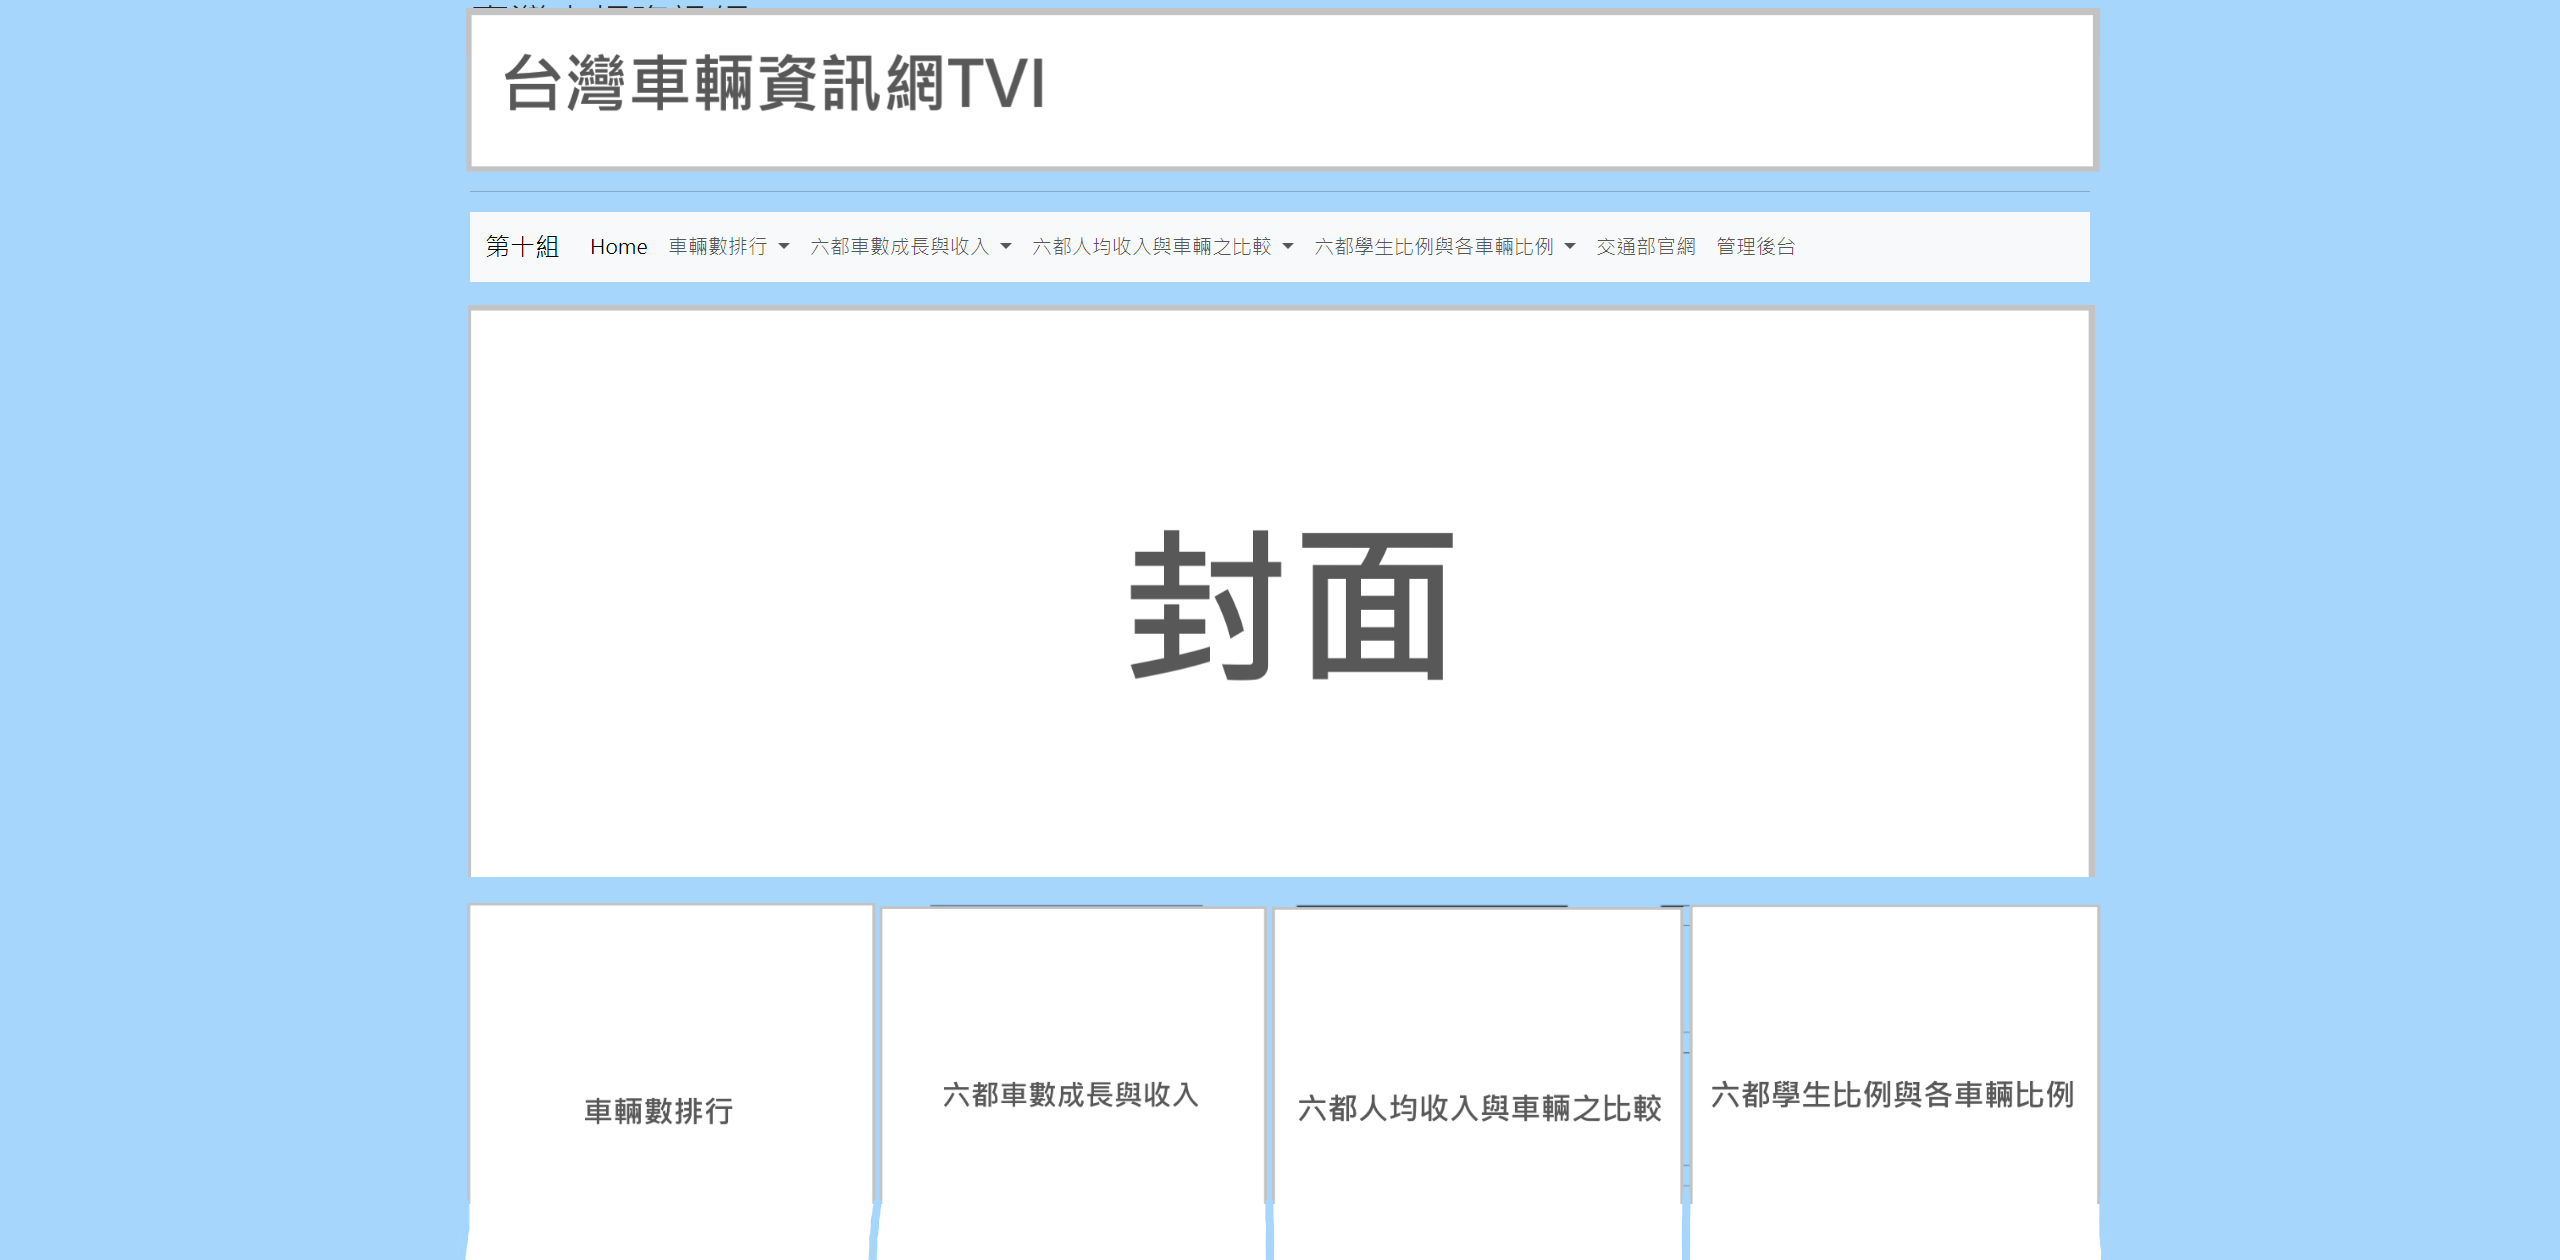 台灣車輛資訊網TVI
第十組 Home 車輛數排行 六都車數成長與收入 六都人均收入與車輛之比較 六都學生比例與各車輛比例 交通部官網 管理後台
封面
車輛數排行
六都車數成長與收入
六都人均收入與車輛之比較
六都學生比例與各車輛比例